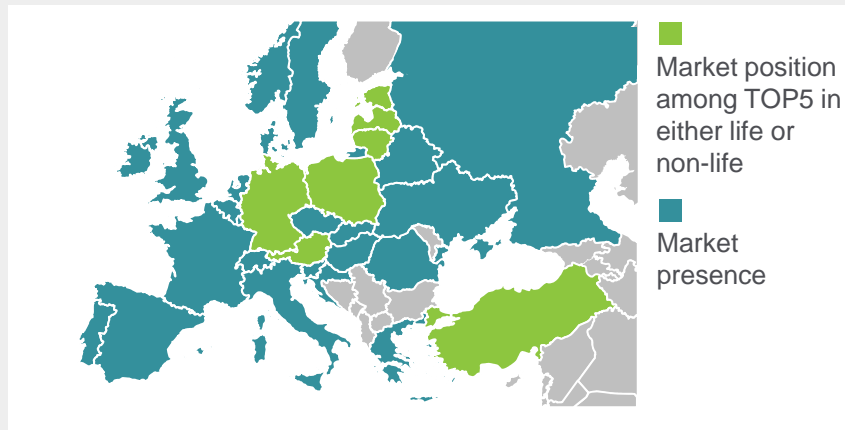 Market position
among TOP5 in
either life or
non-life
Market
presence